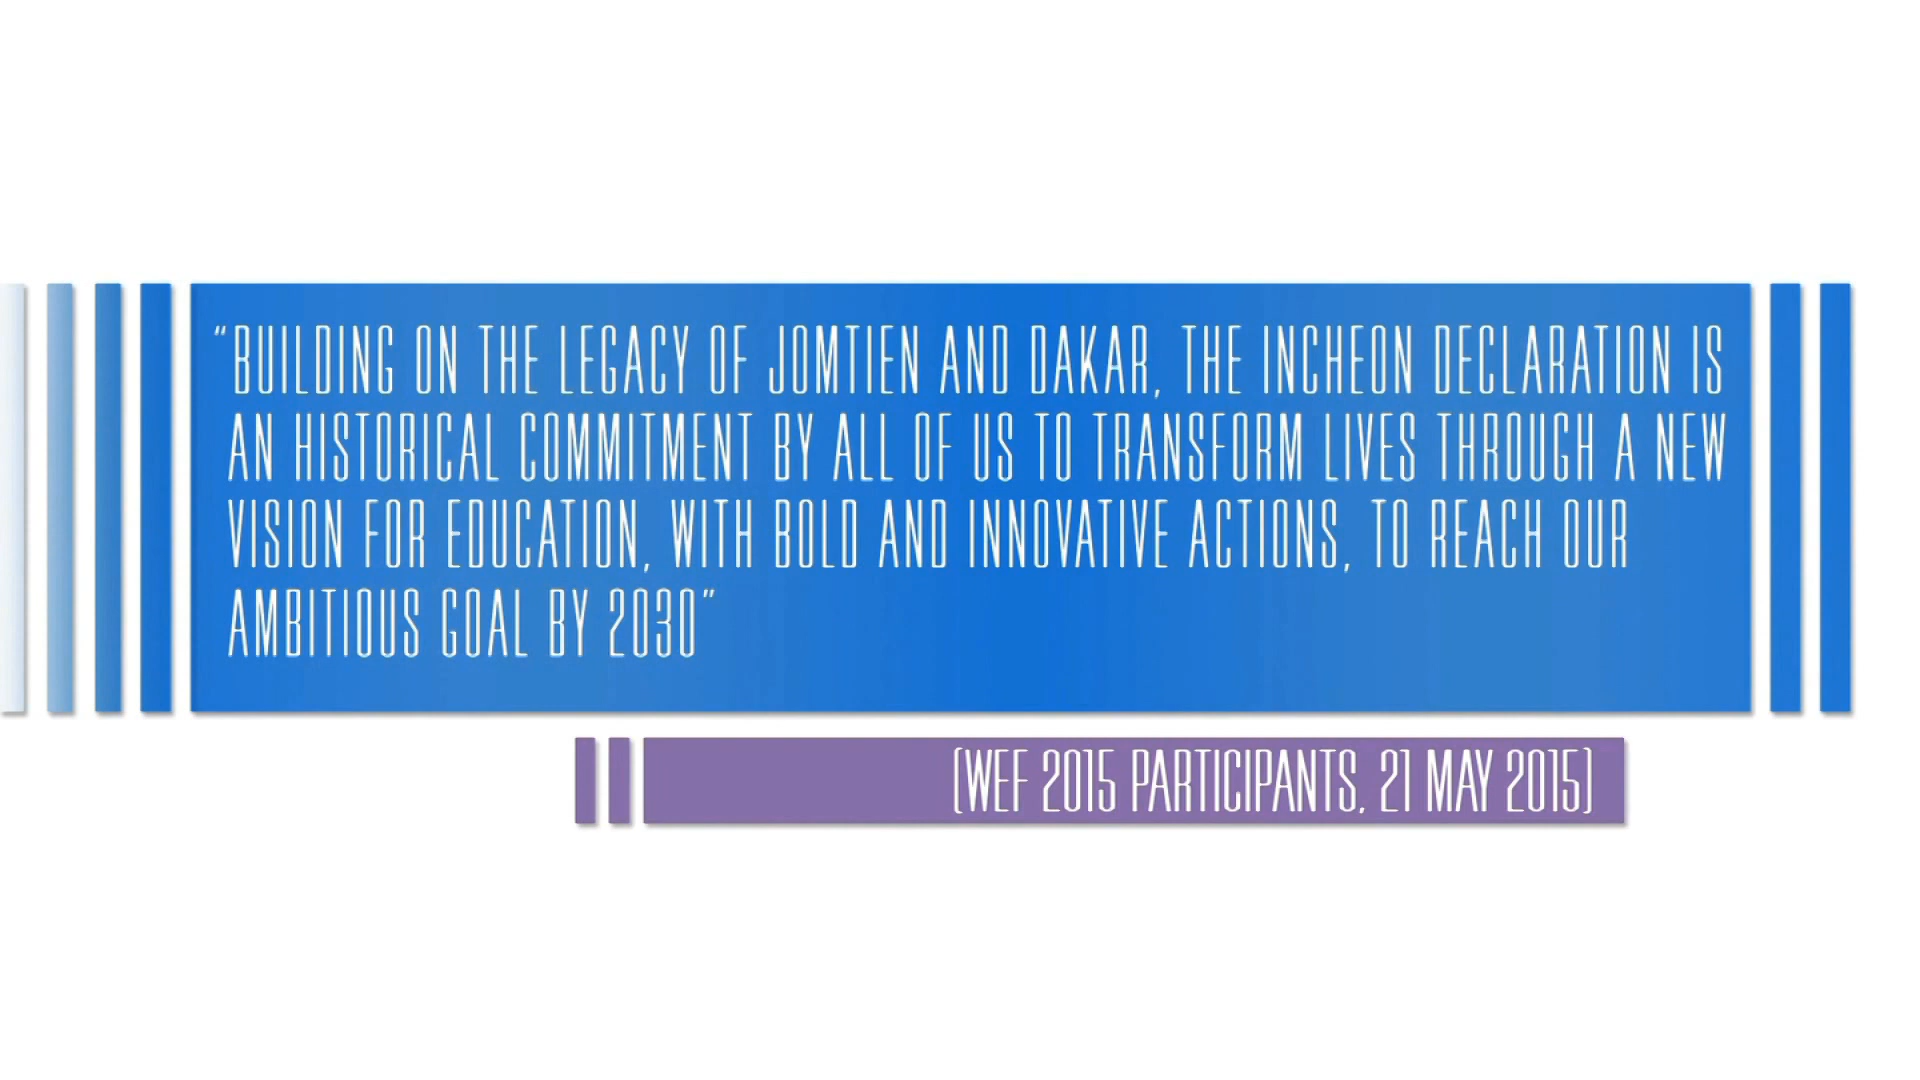 “BUILDING ON THE LEGACY OF JOMTIEN AND DAKAR, THE INCHEON DECLARATION IS
AN HISTORICAL COMMITMENT BY ALL OF US TO TRANSFORM LIVES THROUGH A NEW
VISION FOR EDUCATION, WITH BOLD AND INNOVATIVE ACTIONS, TO REACH OUR
AMBITIOUS GOAL BY 2030”
(WEF 2015 PARTICIPANTS, 21 MAY 2015)